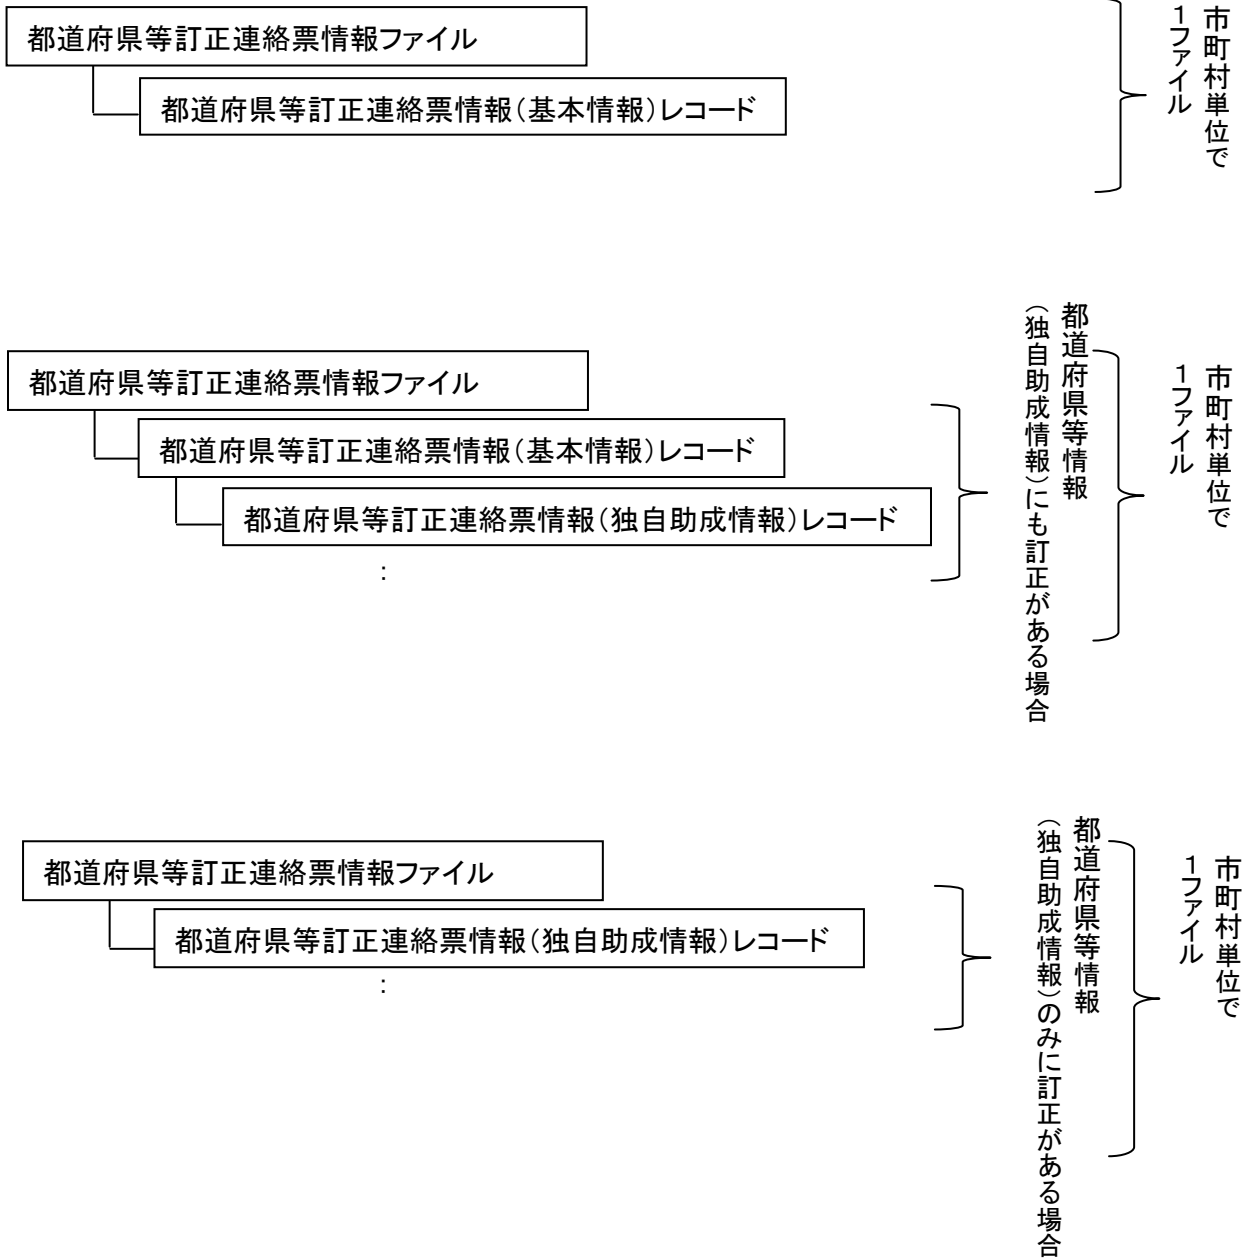 都道府県等訂正連絡票情報ファイル
都道府県等訂正連絡票情報（基本情報）レコード
市町村単位で
１ファイル
都道府県等訂正連絡票情報ファイル
都道府県等訂正連絡票情報（基本情報）レコード
都道府県等訂正連絡票情報（独自助成情報）レコード
：
都道府県等情報
（独自助成情報）にも訂正がある場合
市町村単位で
１ファイル
都道府県等訂正連絡票情報ファイル
都道府県等訂正連絡票情報（独自助成情報）レコード
：
都道府県等情報
（独自助成情報）のみに訂正がある場合
市町村単位で
１ファイル